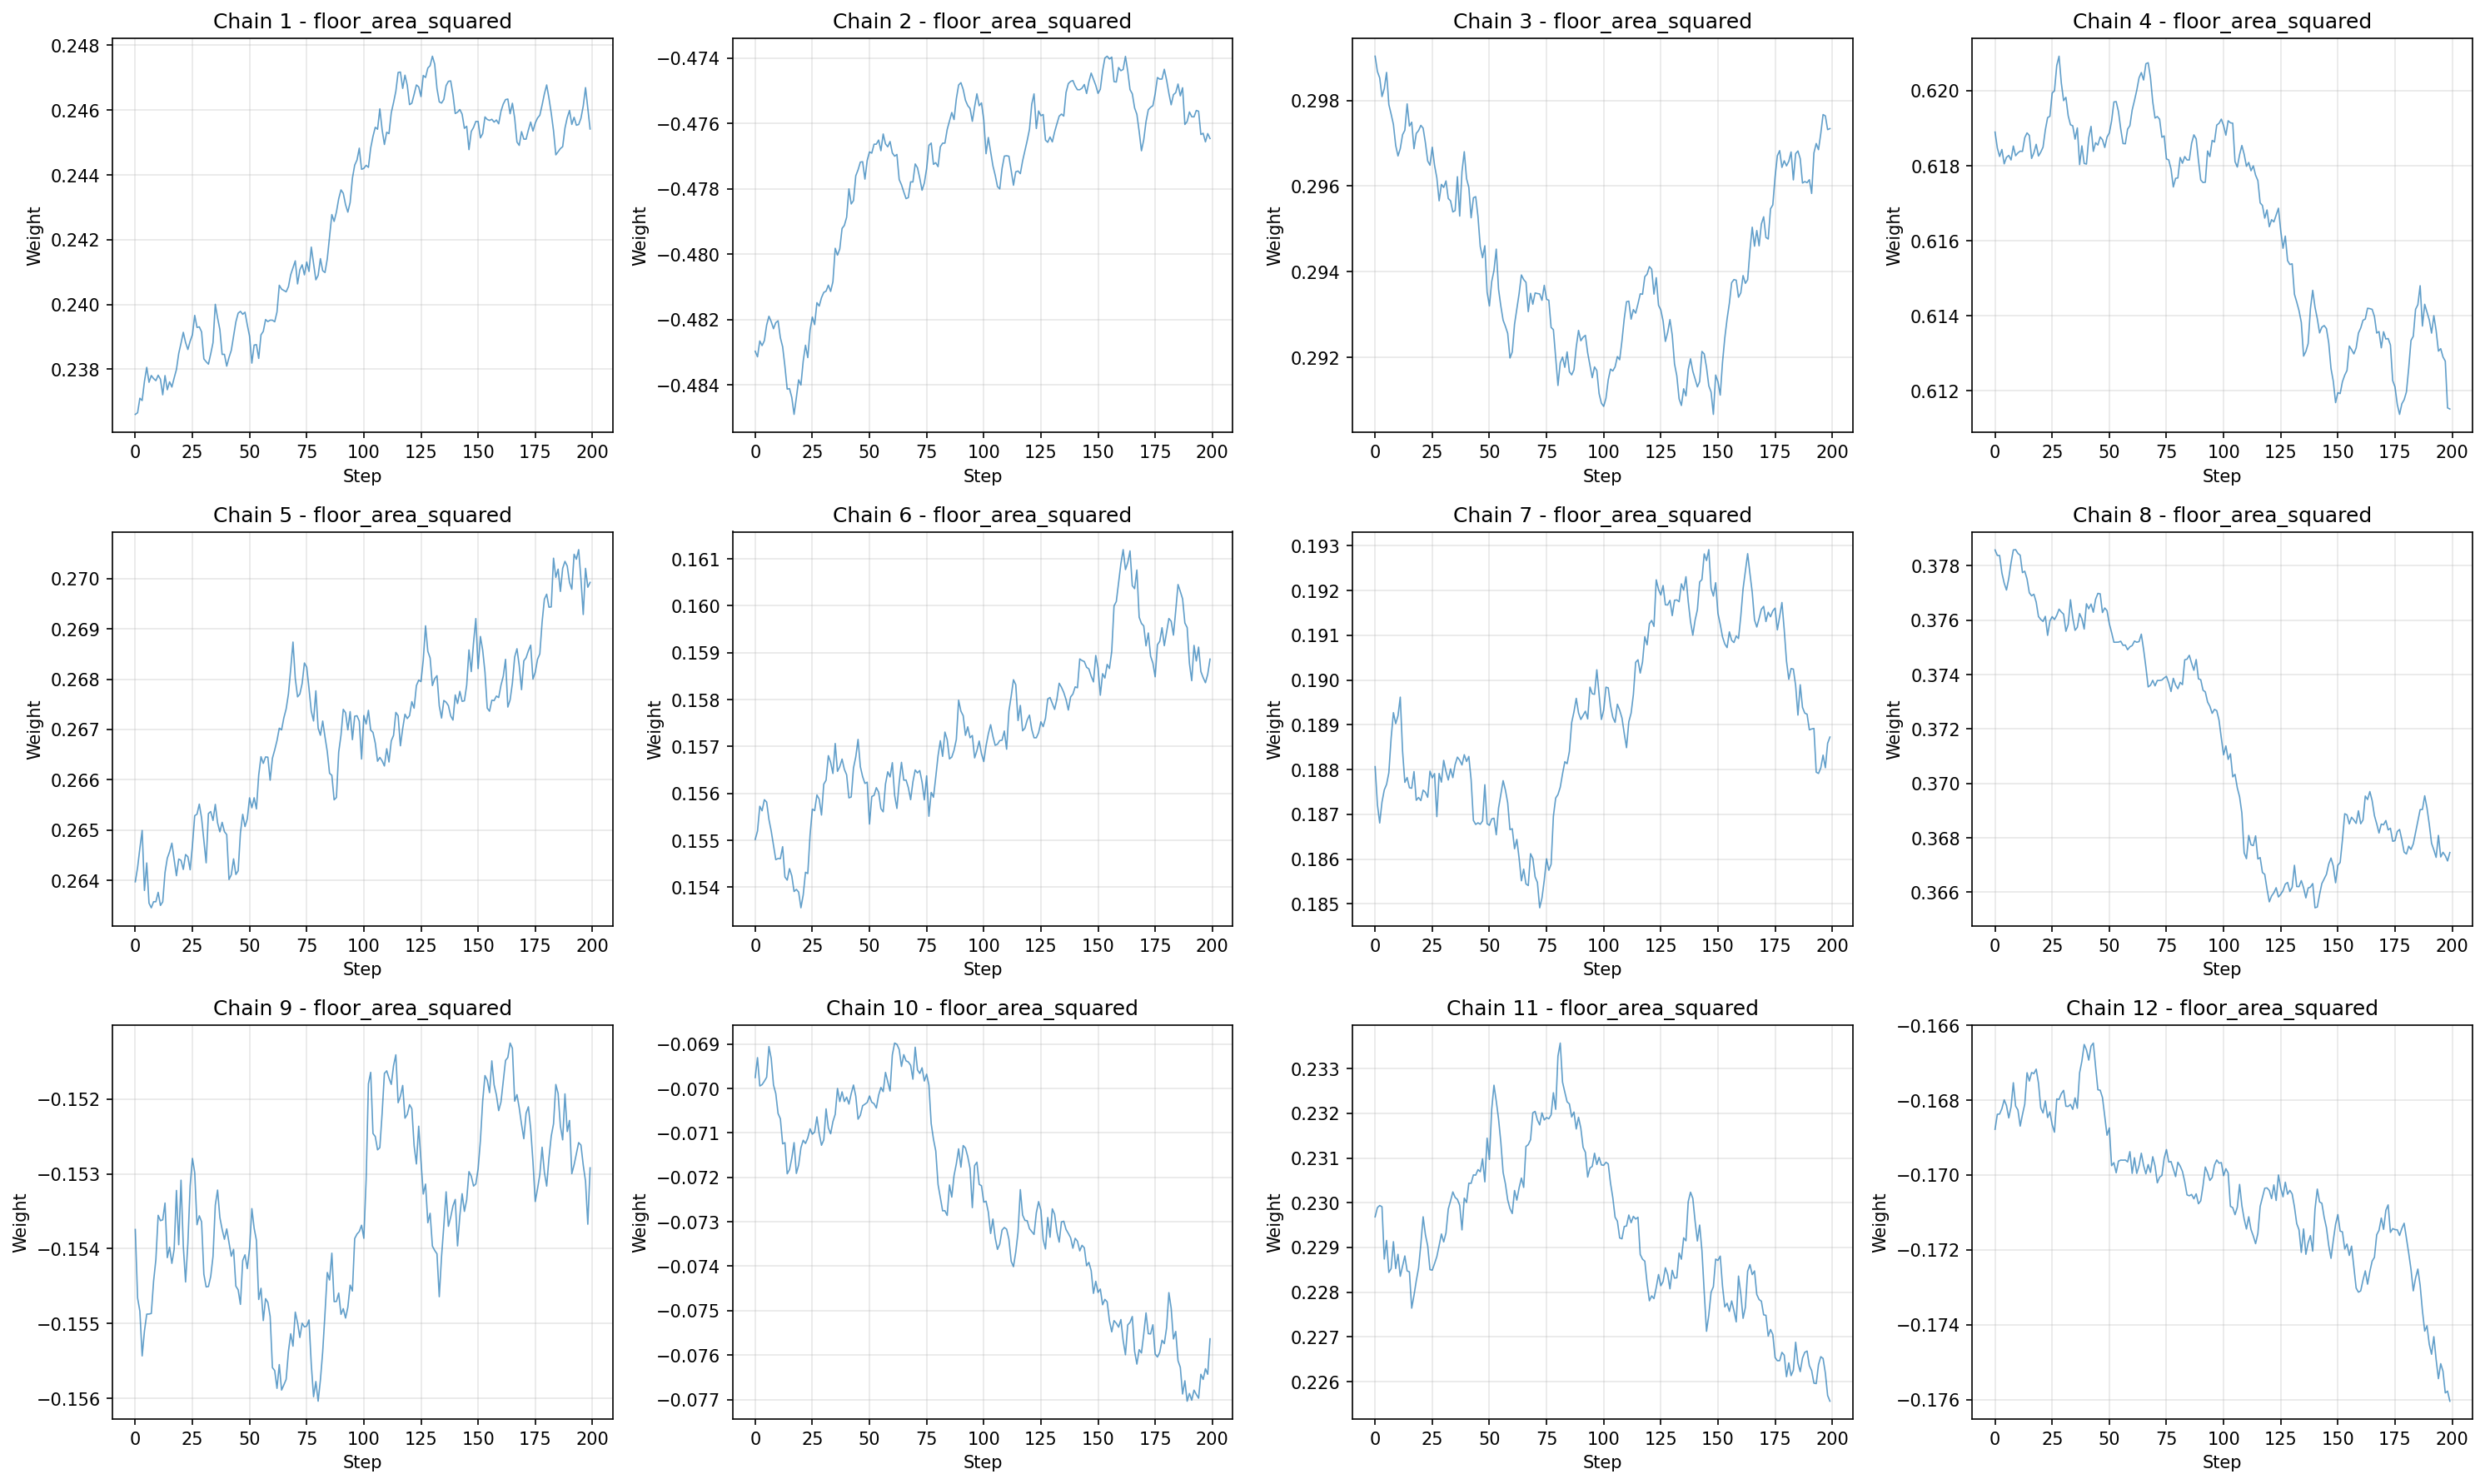 Chain 1 - floor_area_squared
0.248
0.246
0.244
0.242
0.240
0.238
Weight
0 25 50 75 100 125 150 175 200
Step
Chain 2 - floor_area_squared
−0.474
−0.476
−0.478
−0.480
−0.482
−0.484
Weight
0 25 50 75 100 125 150 175 200
Step
Chain 3 - floor_area_squared
0.298
0.296
0.294
0.292
Weight
0 25 50 75 100 125 150 175 200
Step
Chain 4 - floor_area_squared
0.620
0.618
0.616
0.614
0.612
Weight
0 25 50 75 100 125 150 175 200
Step
Chain 5 - floor_area_squared
0.270
0.269
0.268
0.267
0.266
0.265
0.264
Weight
0 25 50 75 100 125 150 175 200
Step
Chain 6 - floor_area_squared
0.161
0.160
0.159
0.158
0.157
0.156
0.155
0.154
Weight
0 25 50 75 100 125 150 175 200
Step
Chain 7 - floor_area_squared
0.193
0.192
0.191
0.190
0.189
0.188
0.187
0.186
0.185
Weight
0 25 50 75 100 125 150 175 200
Step
Chain 8 - floor_area_squared
0.378
0.376
0.374
0.372
0.370
0.368
0.366
Weight
0 25 50 75 100 125 150 175 200
Step
Chain 9 - floor_area_squared
−0.152
−0.153
−0.154
−0.155
−0.156
Weight
0 25 50 75 100 125 150 175 200
Step
Chain 10 - floor_area_squared
−0.069
−0.070
−0.071
−0.072
−0.073
−0.074
−0.075
−0.076
−0.077
Weight
0 25 50 75 100 125 150 175 200
Step
Chain 11 - floor_area_squared
0.233
0.232
0.231
0.230
0.229
0.228
0.227
0.226
Weight
0 25 50 75 100 125 150 175 200
Step
Chain 12 - floor_area_squared
−0.166
−0.168
−0.170
−0.172
−0.174
−0.176
Weight
0 25 50 75 100 125 150 175 200
Step